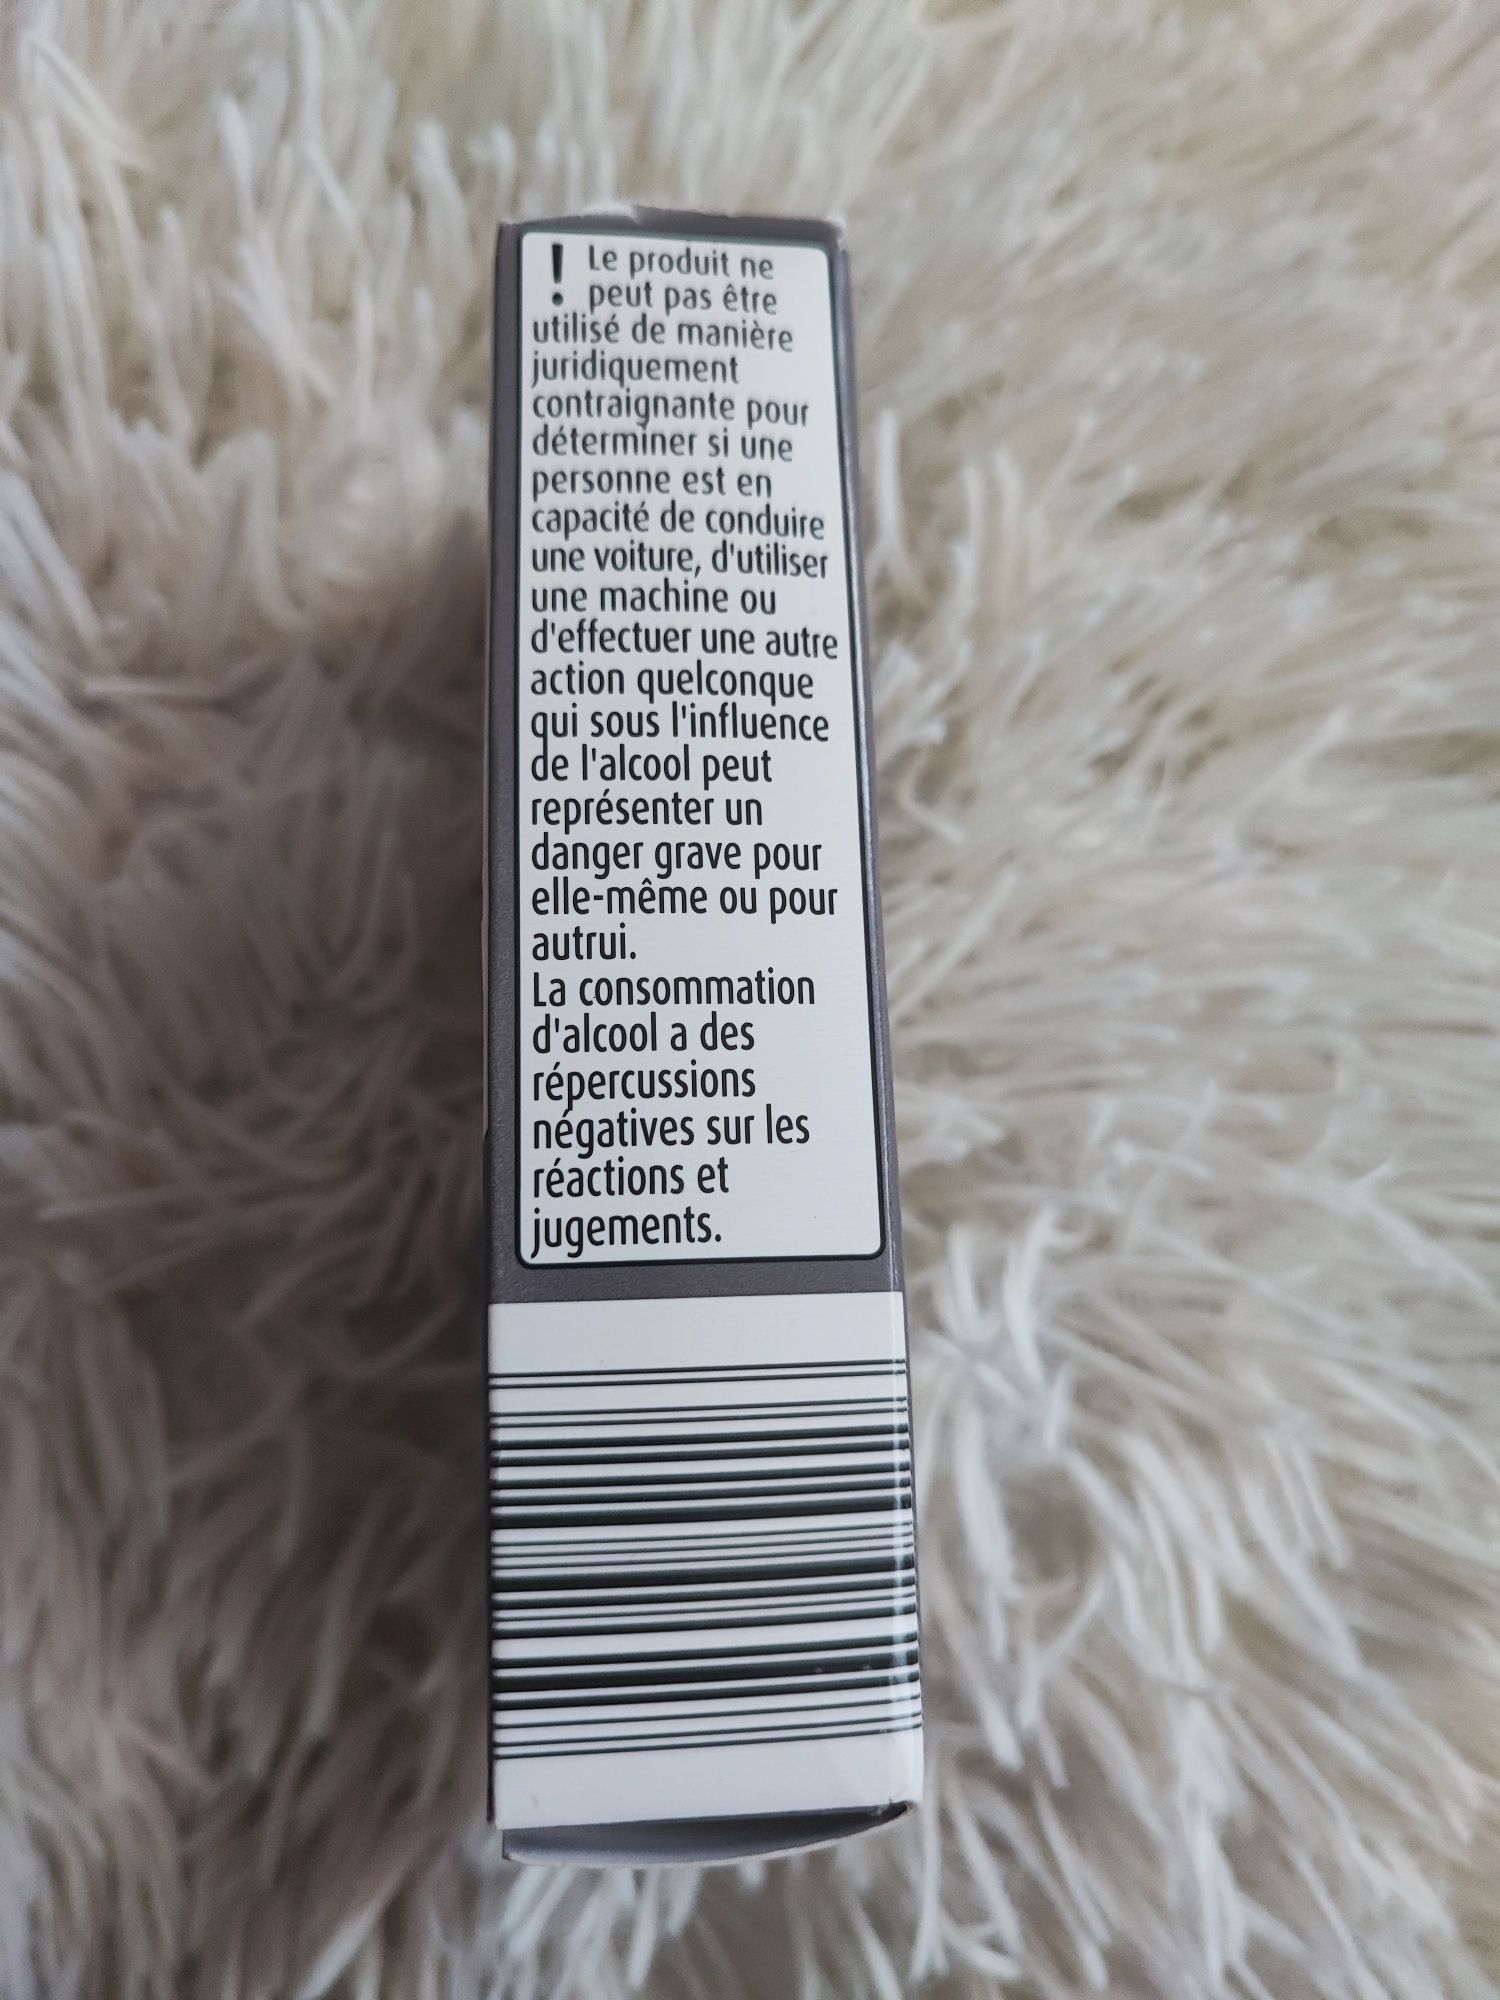 ! Le produit ne
peut pas être
utilisé de manière
juridiquement
contraignante pour
déterminer si une
personne est en
capacité de conduire
une voiture, d'utiliser
une machine ou
d'effectuer une autre
action quelconque
qui sous l'influence
de l'alcool peut
représenter un
danger grave pour
elle-même ou pour
autrui.
La consommation
d'alcool a des
répercussions
négatives sur les
réactions et
jugements.